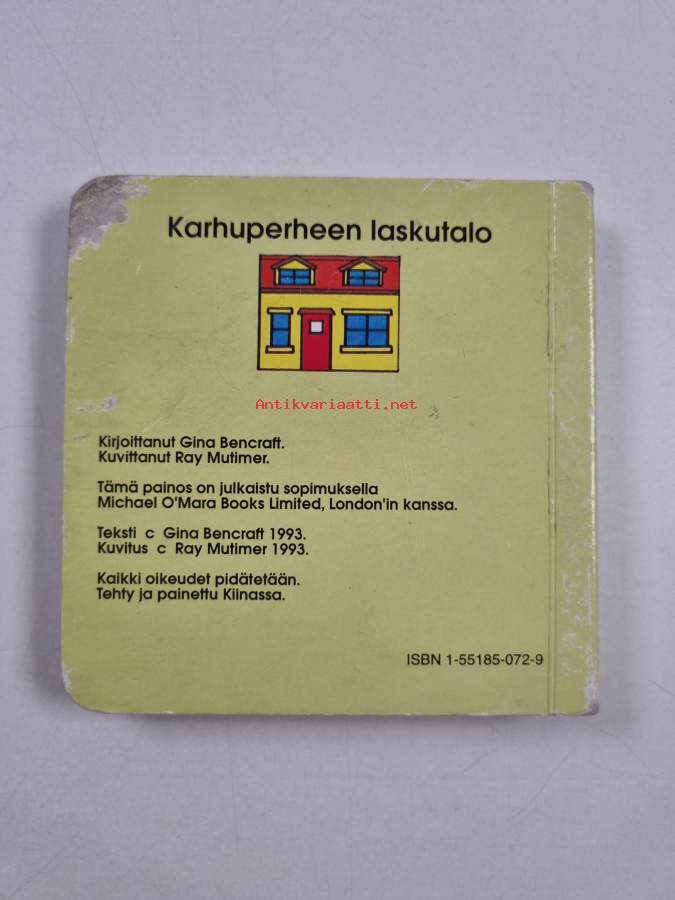 Karhuperheen laskutalo
Antikvariaatti.net
Kirjoittanut Gina Bencraft.
Kuvittanut Ray Mutimer.
Tämä painos on julkaistu sopimuksella
Michael O'Mara Books Limited, London'in kanssa.
Teksti c Gina Bencraft 1993.
Kuvitus c Ray Mutimer 1993.
Kaikki oikeudet pidätetään.
Tehty ja painettu Kiinassa.
ISBN 1-55185-072-9